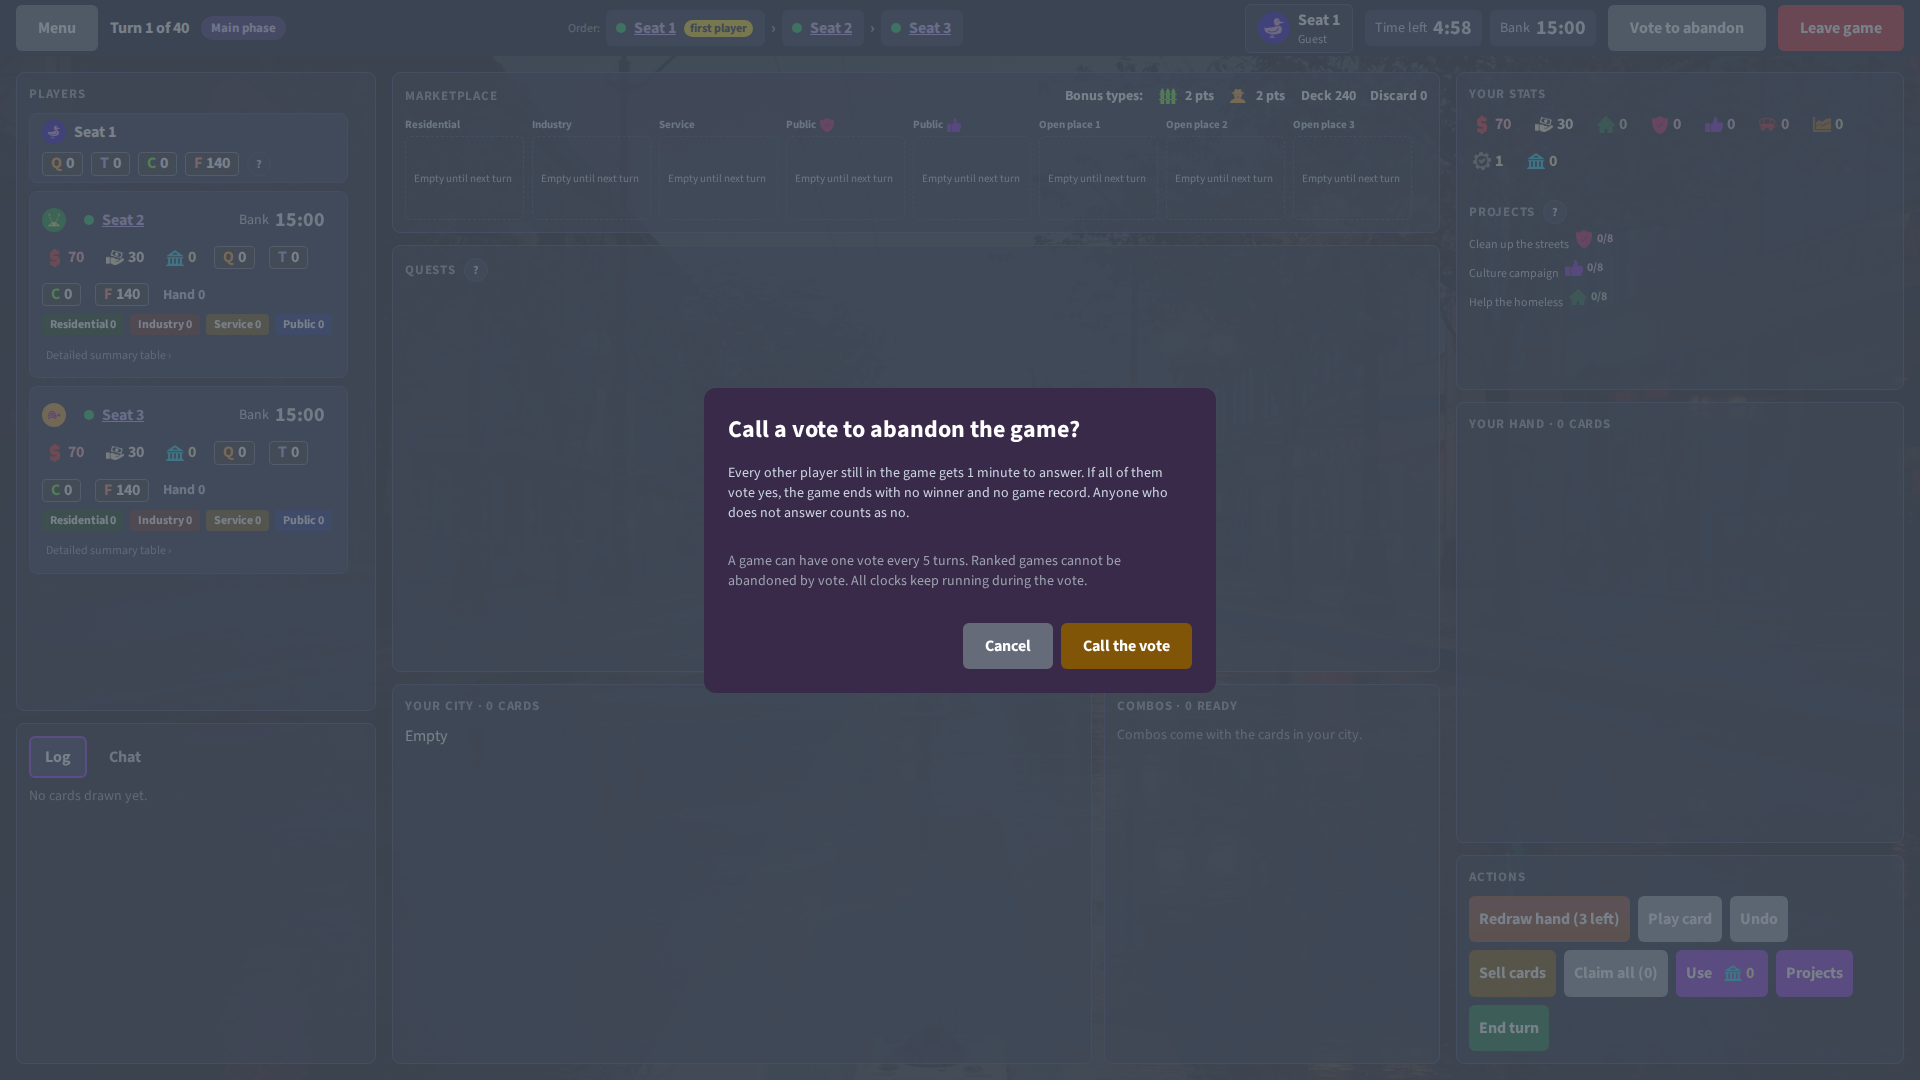 Menu
Turn 1 of 40
Main phase
Order:
Seat 1 first player › Seat 2 › Seat 3
Seat 1
Guest
Time left 4:58
Bank 15:00
Vote to abandon
Leave game
PLAYERS
Seat 1
Q 0 T 0 C 0 F 140 ?
Seat 2 Bank 15:00
70 30 0 Q 0 T 0
C 0 F 140 Hand 0
Residential 0 Industry 0 Service 0 Public 0
Detailed summary table ›
Seat 3 Bank 15:00
70 30 0 Q 0 T 0
C 0 F 140 Hand 0
Residential 0 Industry 0 Service 0 Public 0
Detailed summary table ›
Log Chat
No cards drawn yet.
MARKETPLACE
Bonus types: 2 pts 2 pts Deck 240 Discard 0
Residential Industry Service Public Public Open place 1 Open place 2 Open place 3
Empty until next turn Empty until next turn Empty until next turn Empty until next turn Empty until next turn Empty until next turn Empty until next turn Empty until next turn
QUESTS ?
Call a vote to abandon the game?
Every other player still in the game gets 1 minute to answer. If all of them
vote yes, the game ends with no winner and no game record. Anyone who
does not answer counts as no.
A game can have one vote every 5 turns. Ranked games cannot be
abandoned by vote. All clocks keep running during the vote.
Cancel Call the vote
YOUR CITY · 0 CARDS
Empty
COMBOS · 0 READY
Combos come with the cards in your city.
YOUR STATS
70 30 0 0 0 0 0
1 0
PROJECTS ?
Clean up the streets 0/8
Culture campaign 0/8
Help the homeless 0/8
YOUR HAND · 0 CARDS
ACTIONS
Redraw hand (3 left) Play card Undo
Sell cards Claim all (0) Use 0 Projects
End turn